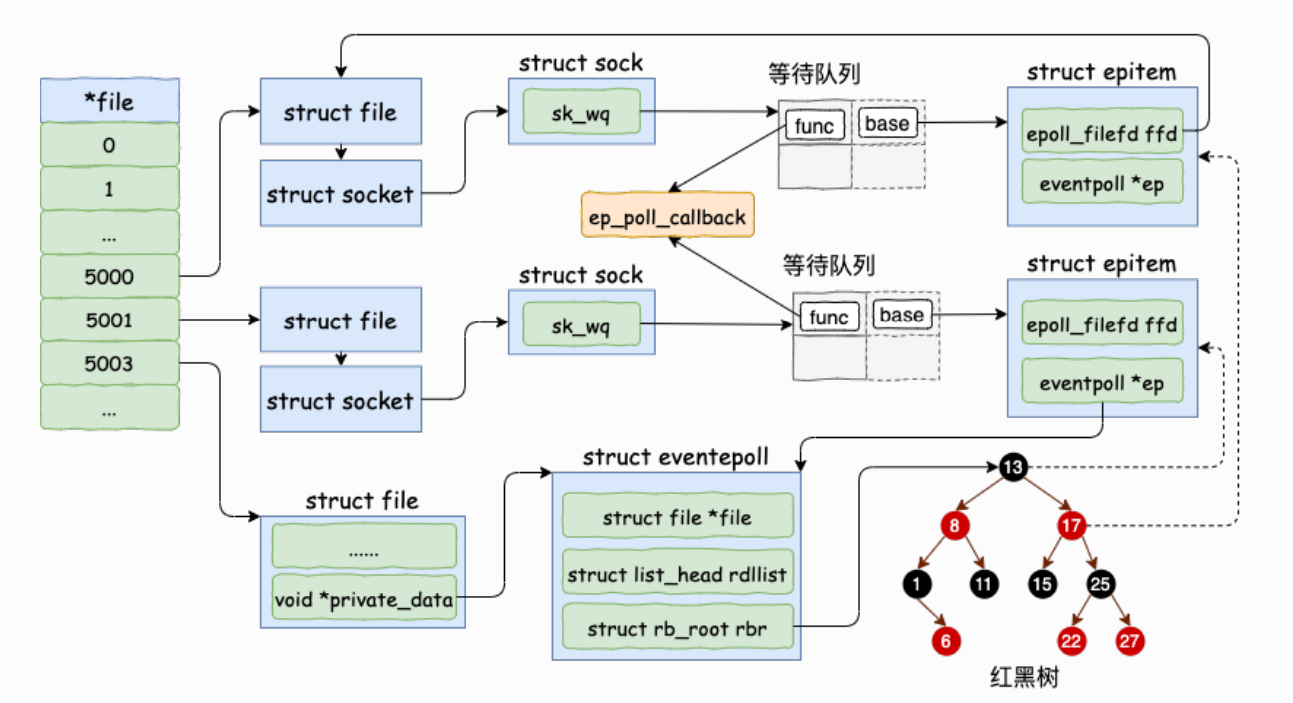 *file
0
1
...
5000
5001
5003
...
struct file
struct socket
struct sock
sk_wq
等待队列
func
base
struct epitem
epoll_filefd ffd
eventpoll *ep
ep_poll_callback
struct file
struct socket
struct sock
sk_wq
等待队列
func
base
struct epitem
epoll_filefd ffd
eventpoll *ep
struct file
......
void *private_data
struct eventepoll
struct file *file
struct list_head rdllist
struct rb_root rbr
13
8
17
1
11
15
25
6
22
27
红黑树